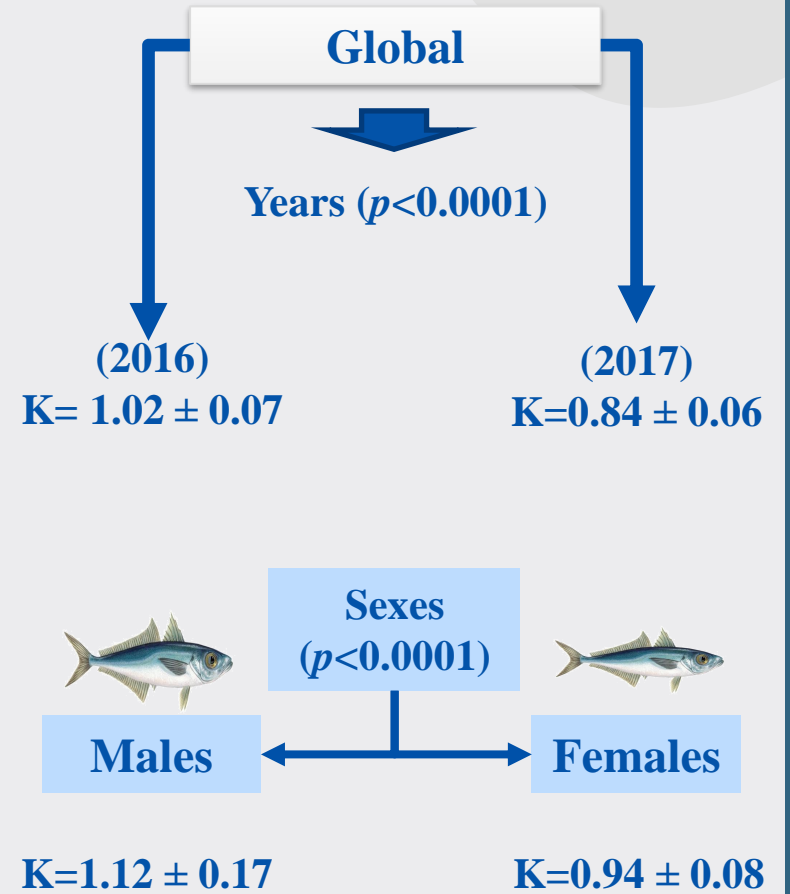 Global
Years (p<0.0001)
(2016)
K= 1.02 ± 0.07
(2017)
K=0.84 ± 0.06
Sexes
(p<0.0001)
Males
Females
K=1.12 ± 0.17
K=0.94 ± 0.08